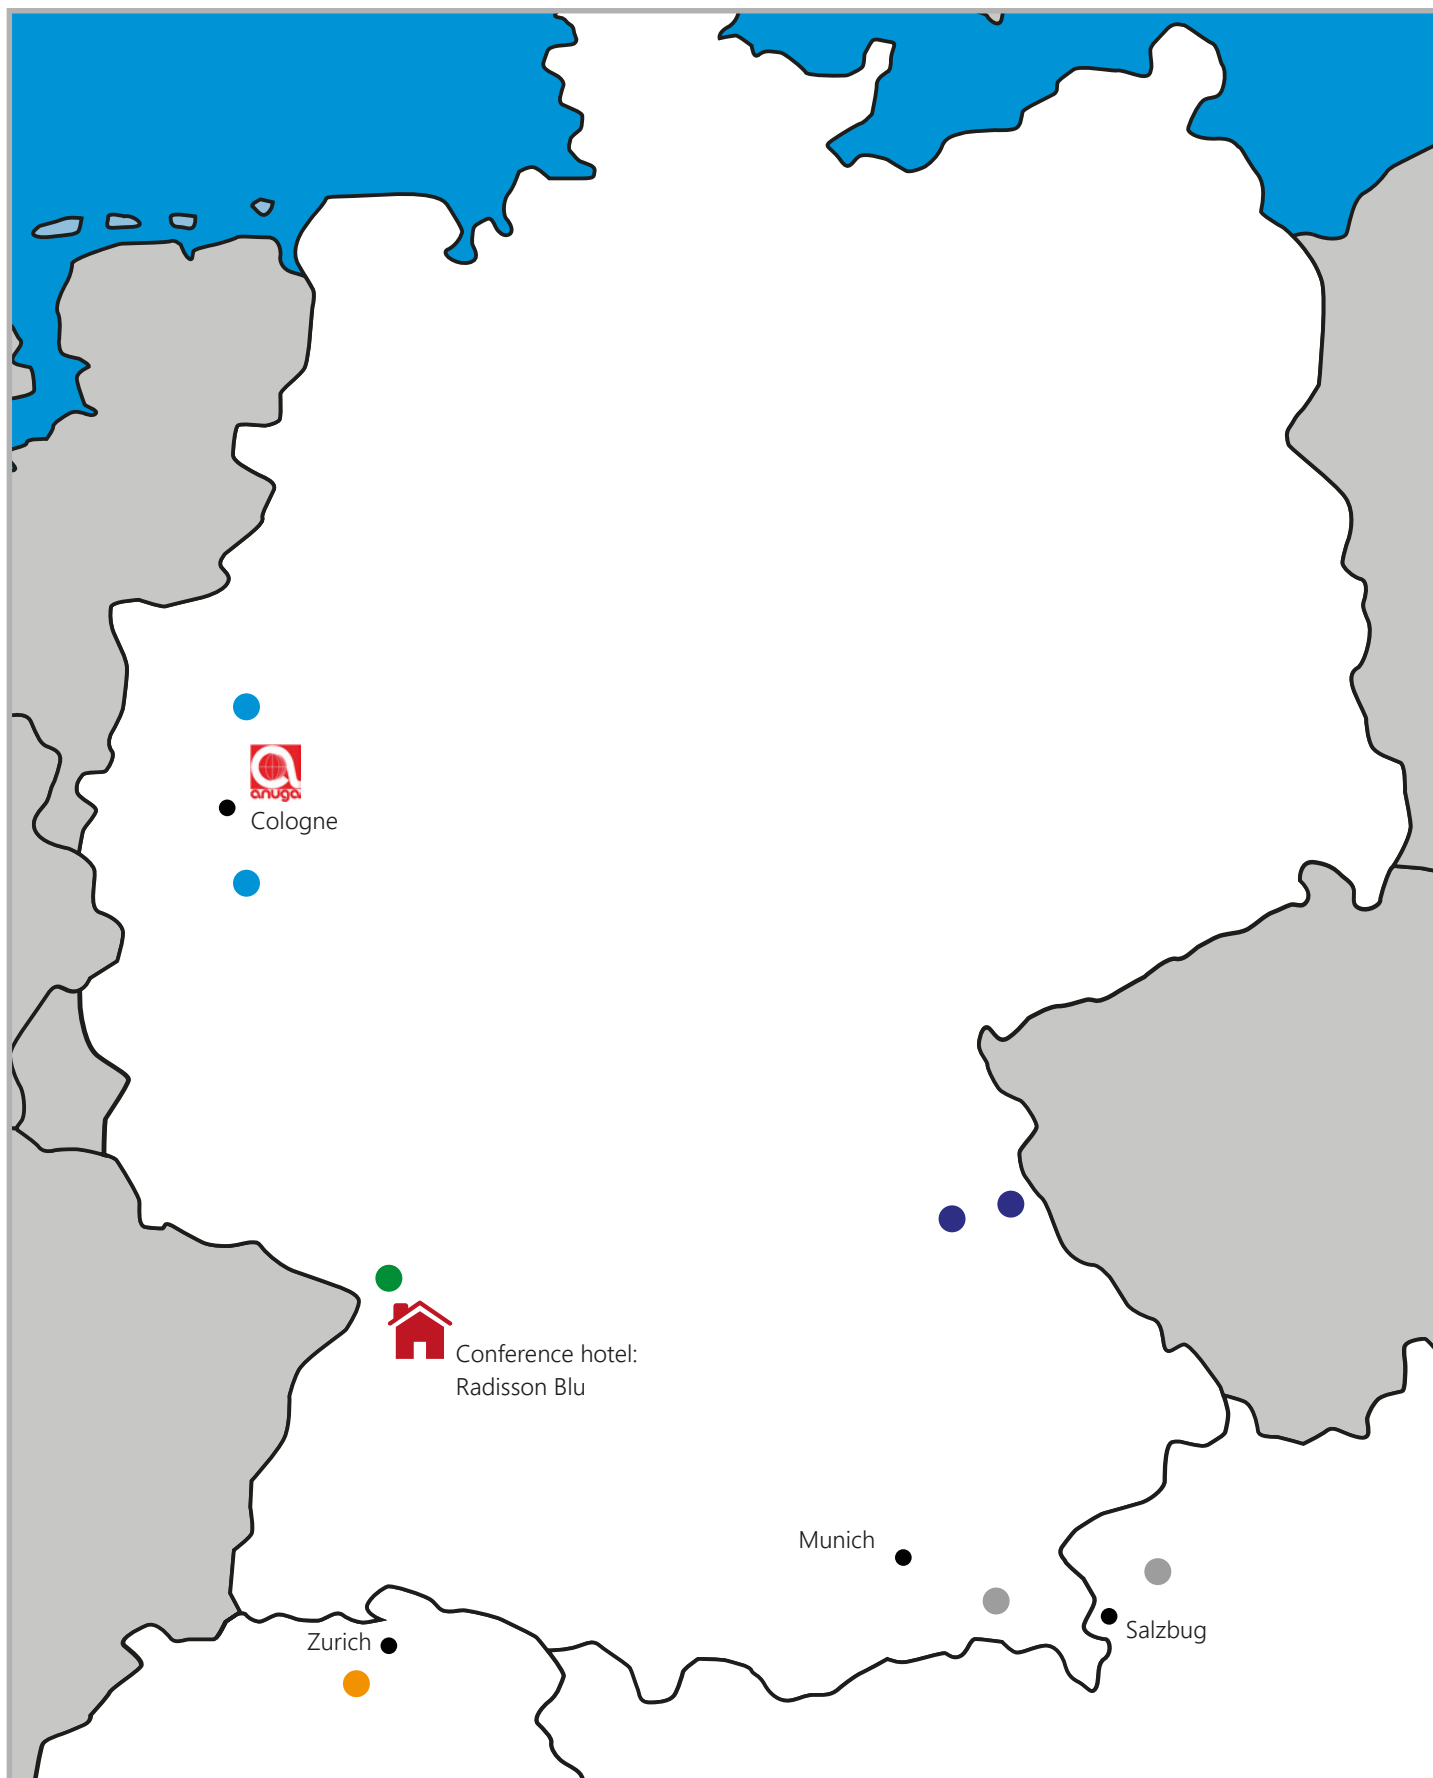 anuga
Cologne
Conference hotel:
Radisson Blu
Munich
Salzbug
Zurich